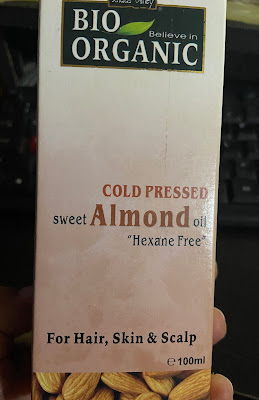 BIO
Believe in
ORGANIC
COLD PRESSED
sweet Almond oil
"Hexane Free"
For Hair, Skin & Scalp
℮100ml